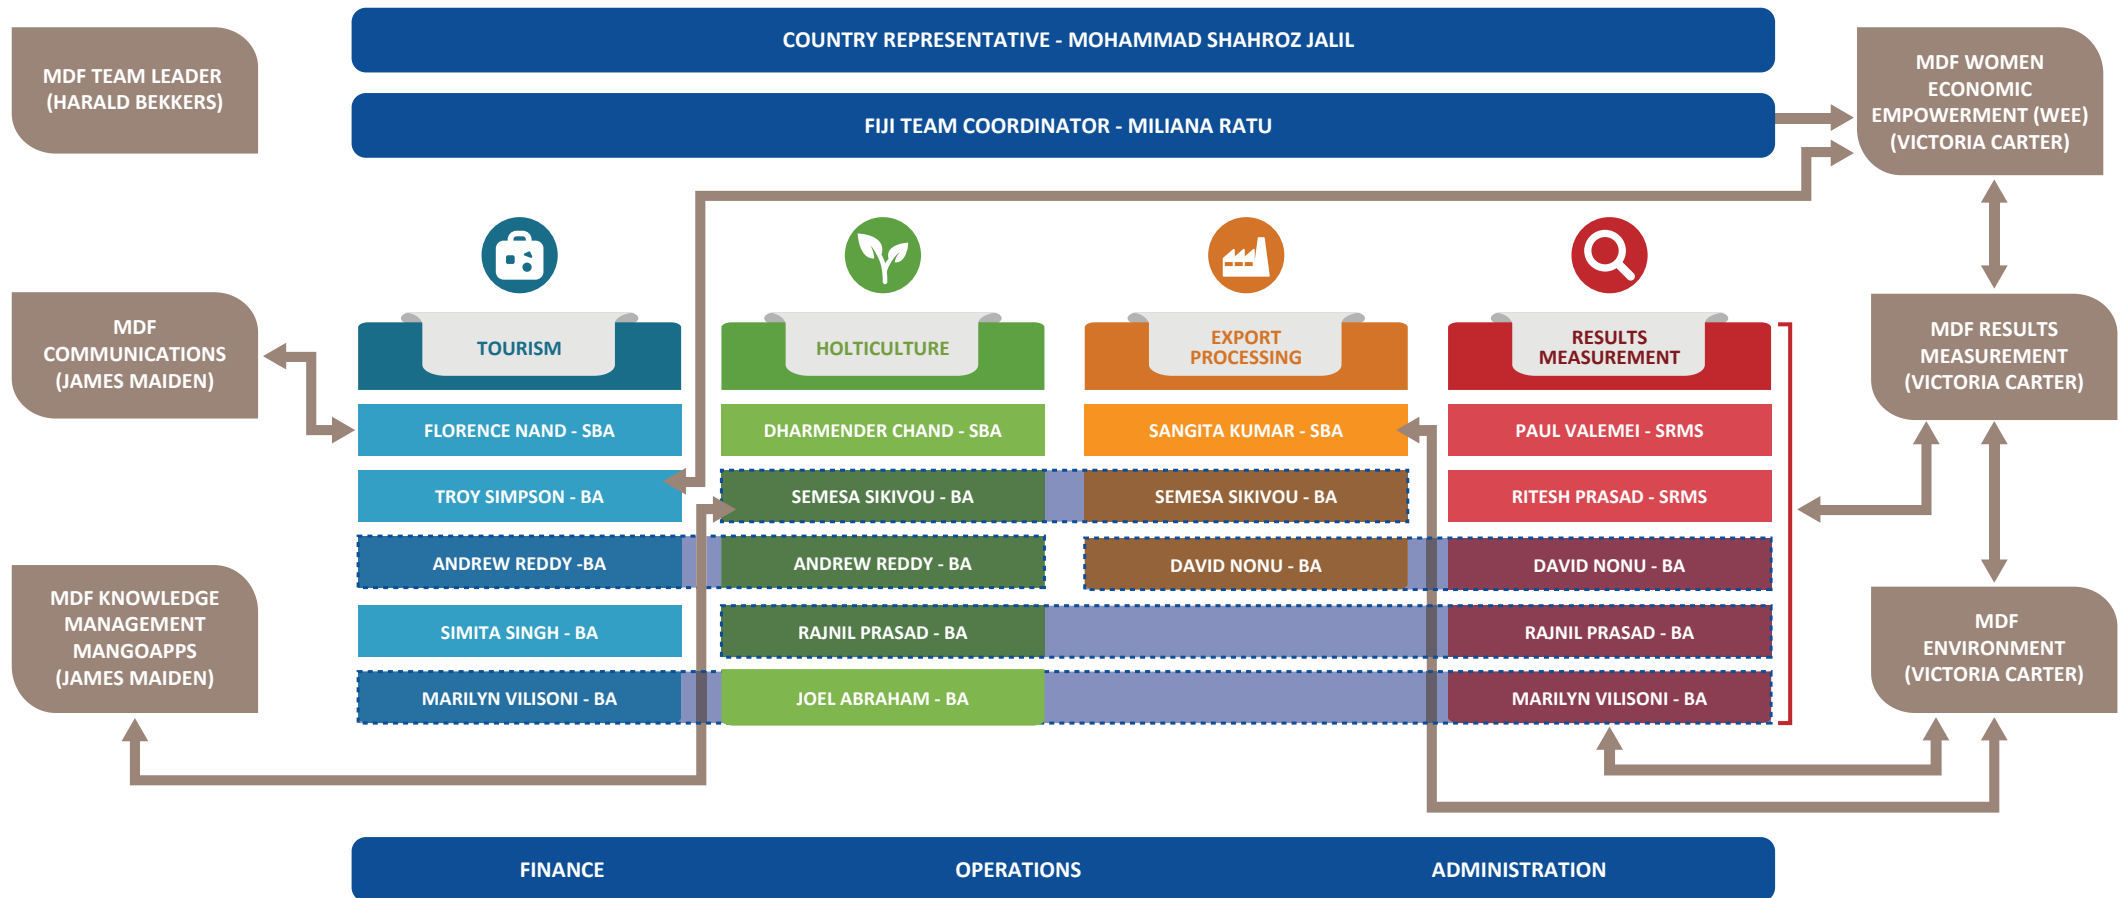 COUNTRY REPRESENTATIVE - MOHAMMAD SHAHROZ JALIL
FIJI TEAM COORDINATOR - MILIANA RATU
MDF TEAM LEADER
(HARALD BEKKERS)
MDF WOMEN
ECONOMIC
EMPOWERMENT (WEE)
(VICTORIA CARTER)
MDF
COMMUNICATIONS
(JAMES MAIDEN)
MDF KNOWLEDGE
MANAGEMENT
MANGOAPPS
(JAMES MAIDEN)
TOURISM
FLORENCE NAND - SBA
TROY SIMPSON - BA
ANDREW REDDY -BA
SIMITA SINGH - BA
MARILYN VILISONI - BA
HOLTICULTURE
DHARMENDER CHAND - SBA
SEMESA SIKIVOU - BA
ANDREW REDDY - BA
RAJNIL PRASAD - BA
JOEL ABRAHAM - BA
EXPORT
PROCESSING
SANGITA KUMAR - SBA
SEMESA SIKIVOU - BA
DAVID NONU - BA
RESULTS
MEASUREMENT
PAUL VALEMEI - SRMS
RITESH PRASAD - SRMS
DAVID NONU - BA
RAJNIL PRASAD - BA
MARILYN VILISONI - BA
MDF RESULTS
MEASUREMENT
(VICTORIA CARTER)
MDF
ENVIRONMENT
(VICTORIA CARTER)
FINANCE
OPERATIONS
ADMINISTRATION